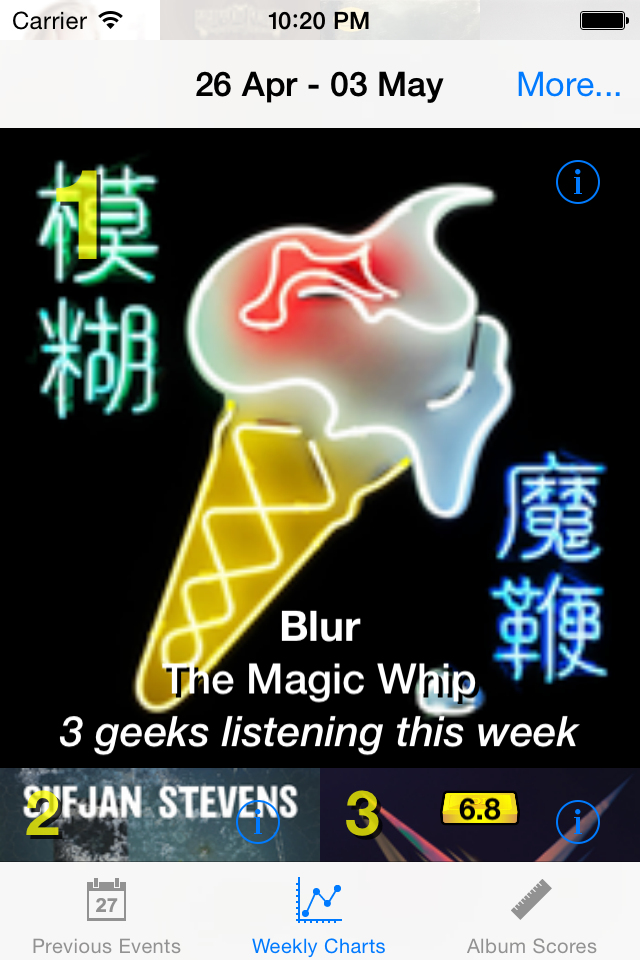 Carrier 10:20 PM
26 Apr - 03 May More...
1
模糊
魔鞭
Blur
The Magic Whip
3 geeks listening this week
SUFJAN STEVENS
2
3 6.8
27
Previous Events Weekly Charts Album Scores